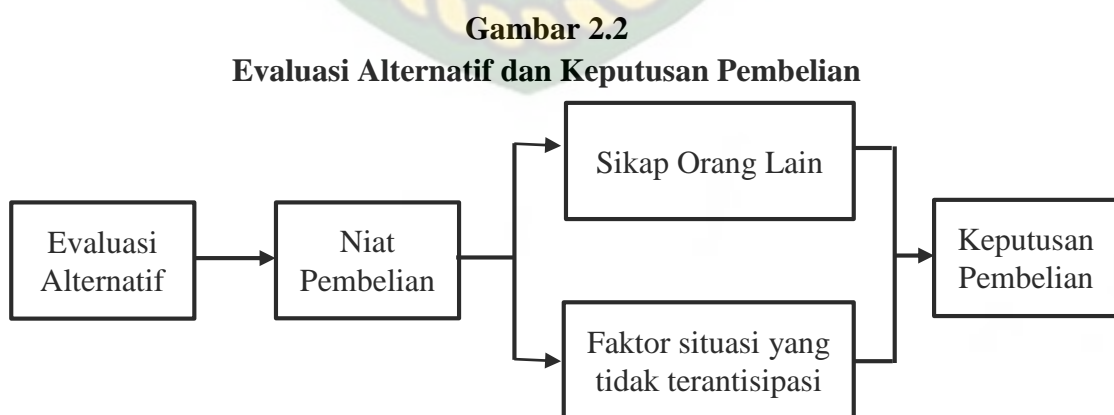 Gambar 2.2
Evaluasi Alternatif dan Keputusan Pembelian
Evaluasi
Alternatif
Niat
Pembelian
Sikap Orang Lain
Faktor situasi yang
tidak terantisipasi
Keputusan
Pembelian